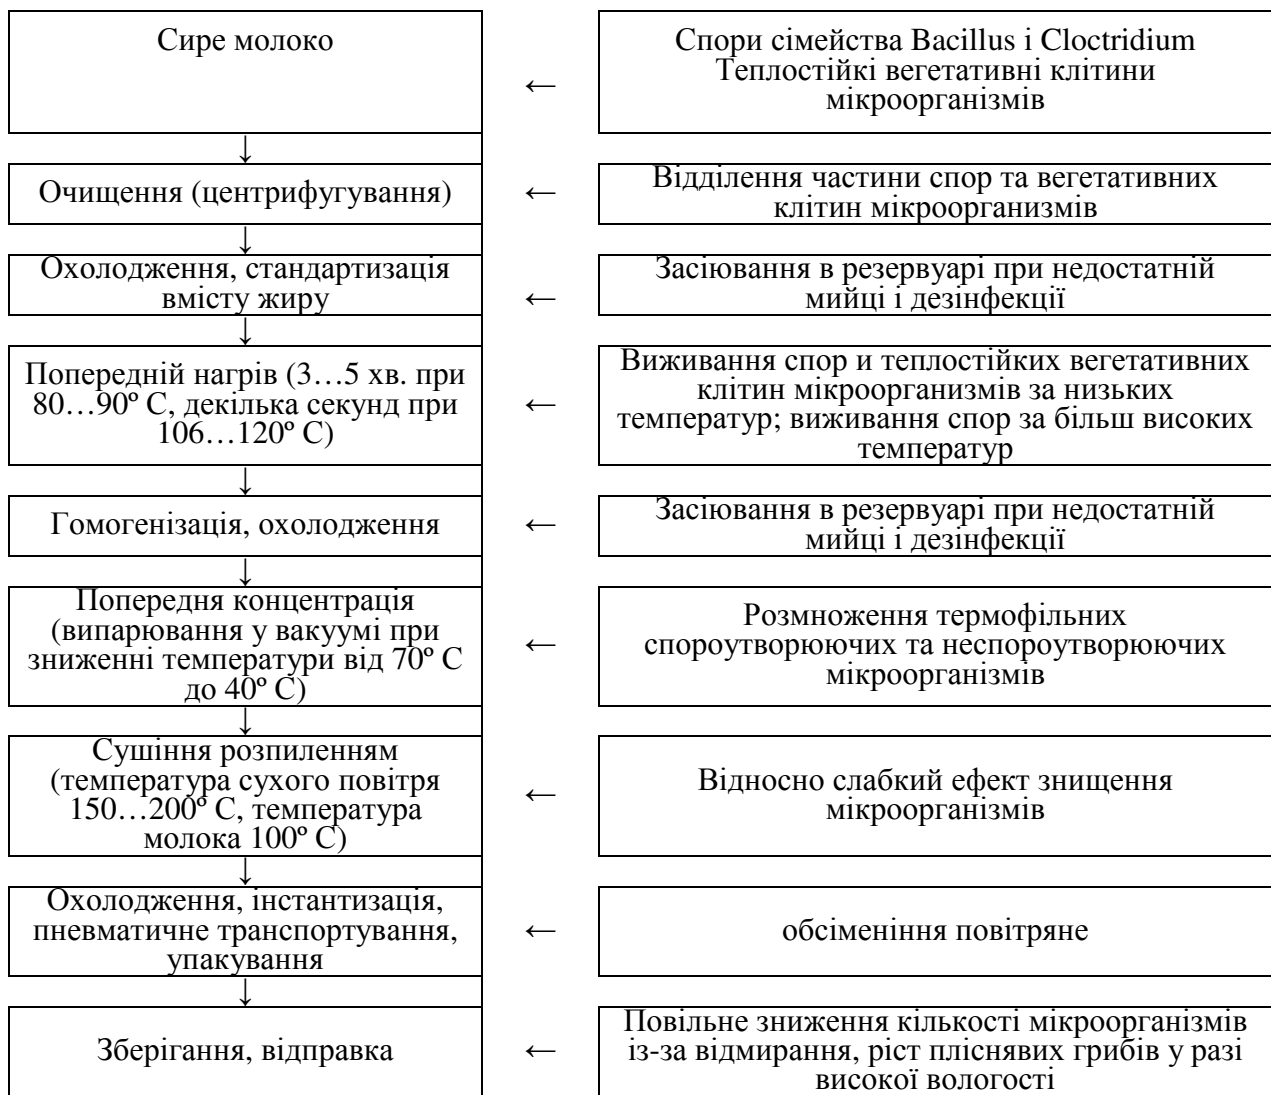 Сире молоко
←
Спори сімейства Bacillus і Cloctridium
Теплостійкі вегетативні клітини
мікроорганізмів
↓
Очищення (центрифугування)
←
Відділення частини спор та вегетативних
клітин мікроорганизмів
↓
Охолодження, стандартизація
вмісту жиру
←
Засіювання в резервуарі при недостатній
мийці і дезінфекції
↓
Попередній нагрів (3…5 хв. при
80…90º С, декілька секунд при
106…120º С)
←
Виживання спор и теплостійких вегетативних
клітин мікроорганизмів за низьких
температур; виживання спор за більш високих
температур
↓
Гомогенізація, охолодження
←
Засіювання в резервуарі при недостатній
мийці і дезінфекції
↓
Попередня концентрація
(випарювання у вакуумі при
зниженні температури від 70º С
до 40º С)
←
Розмноження термофільних
спороутворюючих та неспороутворюючих
мікроорганізмів
↓
Сушіння розпиленням
(температура сухого повітря
150…200º С, температура
молока 100º С)
←
Відносно слабкий ефект знищення
мікроорганізмів
↓
Охолодження, інстантизація,
пневматичне транспортування,
упакування
←
обсіменіння повітряне
↓
Зберігання, відправка
←
Повільне зниження кількості мікроорганізмів
із-за відмирання, ріст пліснявих грибів у разі
високої вологості